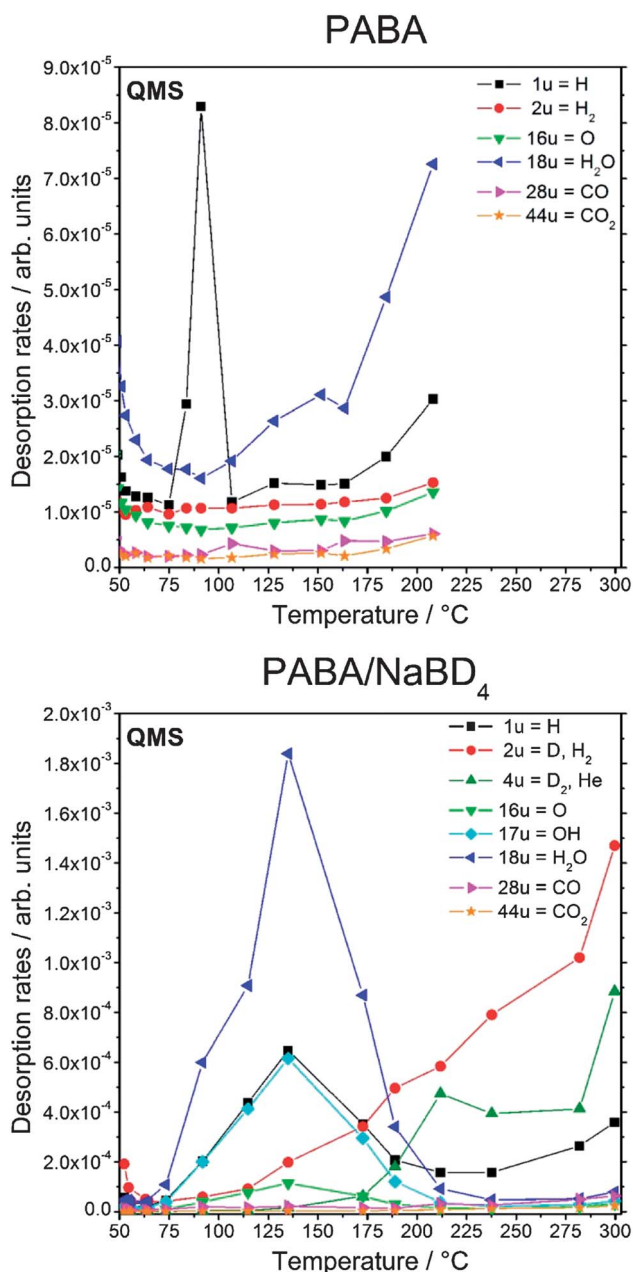 PABA
QMS
1u = H
2u = H₂
16u = O
18u = H₂O
28u = CO
44u = CO₂
9.0x10⁻⁵
8.0x10⁻⁵
7.0x10⁻⁵
6.0x10⁻⁵
5.0x10⁻⁵
4.0x10⁻⁵
3.0x10⁻⁵
2.0x10⁻⁵
1.0x10⁻⁵
0.0
Desorption rates / arb. units
50 75 100 125 150 175 200 225 250 275 300
Temperature / °C
PABA/NaBD₄
QMS
1u = H
2u = D, H₂
4u = D₂, He
16u = O
17u = OH
18u = H₂O
28u = CO
44u = CO₂
2.0x10⁻³
1.8x10⁻³
1.6x10⁻³
1.4x10⁻³
1.2x10⁻³
1.0x10⁻³
8.0x10⁻⁴
6.0x10⁻⁴
4.0x10⁻⁴
2.0x10⁻⁴
0.0
Desorption rates / arb. units
50 75 100 125 150 175 200 225 250 275 300
Temperature / °C